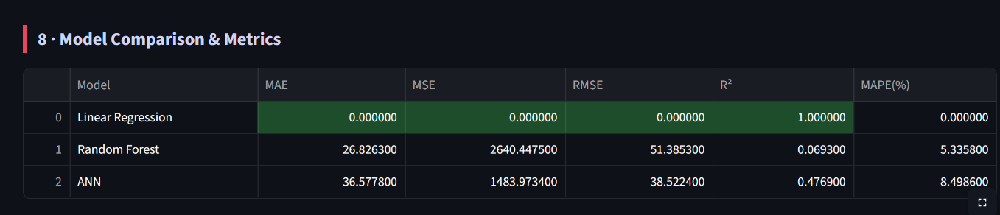 8 · Model Comparison & Metrics
Model MAE MSE RMSE R² MAPE(%)
0 Linear Regression 0.000000 0.000000 0.000000 1.000000 0.000000
1 Random Forest 26.826300 2640.447500 51.385300 0.069300 5.335800
2 ANN 36.577800 1483.973400 38.522400 0.476900 8.498600